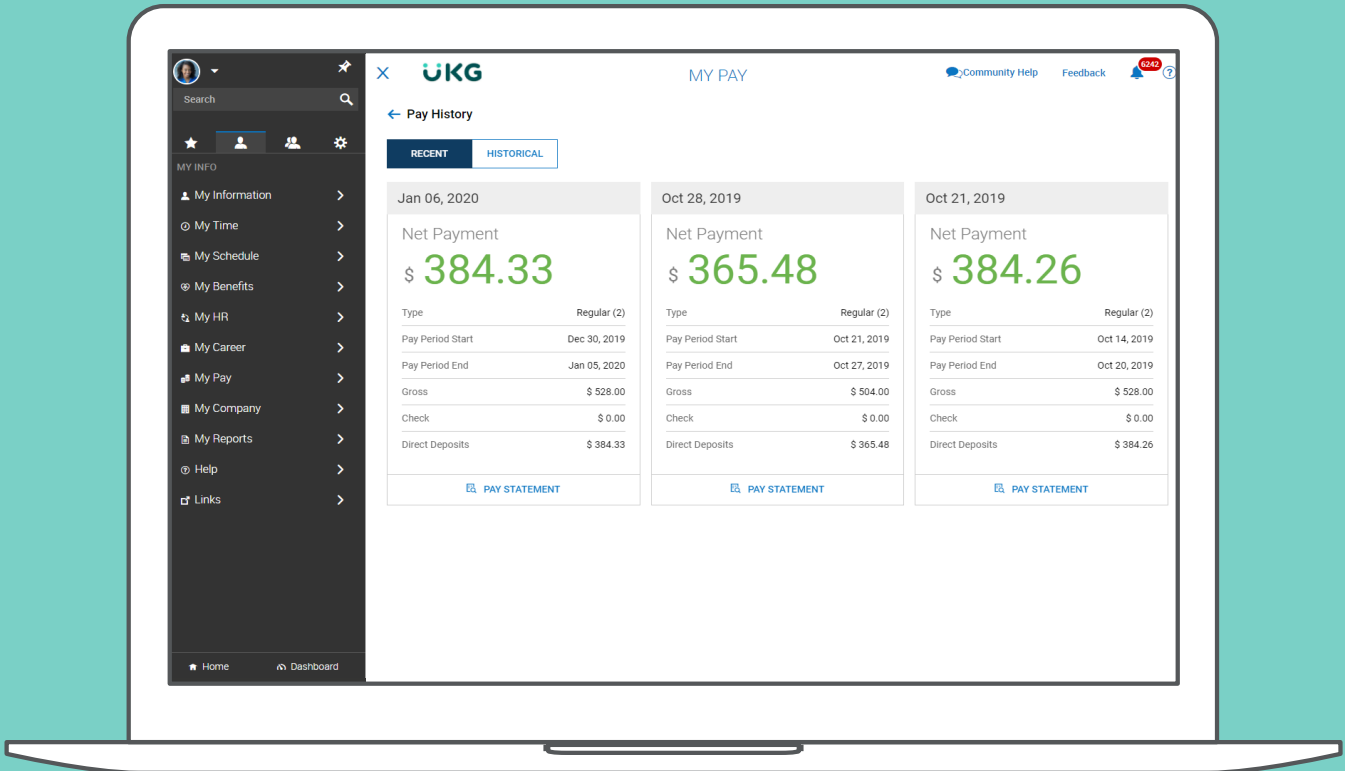 UKG
MY PAY
Community Help
Feedback
6242
?
Search
Pay History
RECENT
HISTORICAL
MY INFO
My Information
My Time
My Schedule
My Benefits
My HR
My Career
My Pay
My Company
My Reports
Help
Links
Home
Dashboard
Jan 06, 2020
Net Payment
$ 384.33
Type Regular (2)
Pay Period Start Dec 30, 2019
Pay Period End Jan 05, 2020
Gross $ 528.00
Check $ 0.00
Direct Deposits $ 384.33
PAY STATEMENT
Oct 28, 2019
Net Payment
$ 365.48
Type Regular (2)
Pay Period Start Oct 21, 2019
Pay Period End Oct 27, 2019
Gross $ 504.00
Check $ 0.00
Direct Deposits $ 365.48
PAY STATEMENT
Oct 21, 2019
Net Payment
$ 384.26
Type Regular (2)
Pay Period Start Oct 14, 2019
Pay Period End Oct 20, 2019
Gross $ 528.00
Check $ 0.00
Direct Deposits $ 384.26
PAY STATEMENT